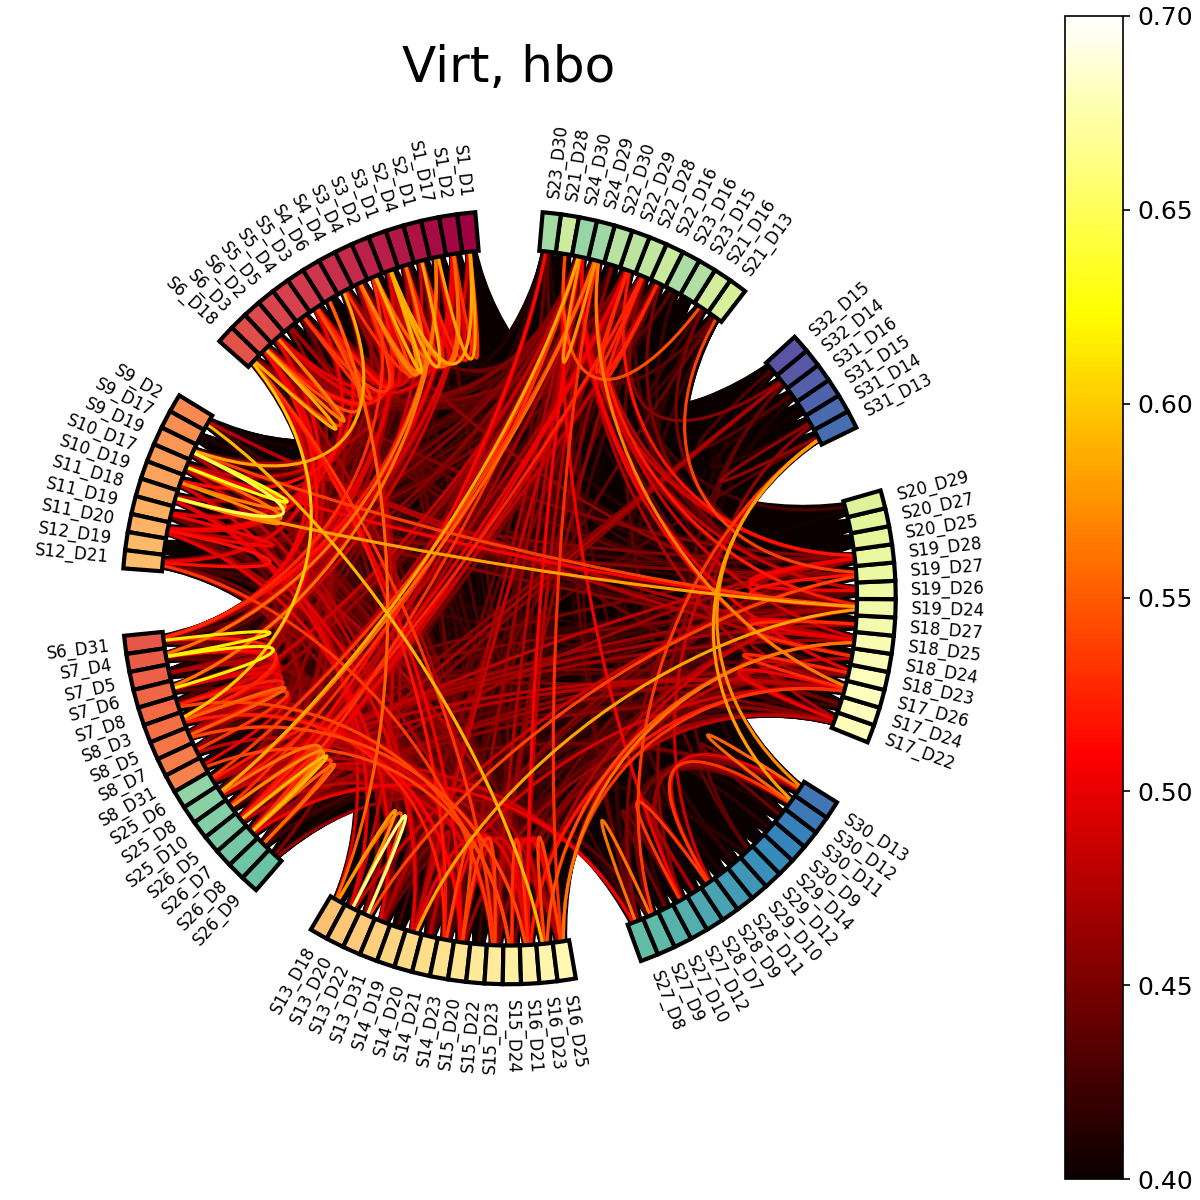 Virt, hbo
S1_D1
S1_D2
S1_D17
S2_D1
S2_D4
S3_D1
S3_D2
S3_D4
S4_D4
S4_D6
S5_D3
S5_D4
S5_D5
S6_D2
S6_D3
S6_D18
S9_D2
S9_D17
S9_D19
S10_D17
S10_D19
S11_D18
S11_D19
S11_D20
S12_D19
S12_D21
S6_D31
S7_D4
S7_D5
S7_D6
S7_D8
S8_D3
S8_D5
S8_D7
S8_D31
S25_D6
S25_D8
S25_D10
S26_D5
S26_D7
S26_D8
S26_D9
S13_D18
S13_D20
S13_D22
S13_D31
S14_D19
S14_D20
S14_D21
S14_D23
S15_D20
S15_D22
S15_D23
S15_D24
S16_D21
S16_D23
S16_D25
S27_D8
S27_D9
S27_D10
S27_D12
S28_D7
S28_D9
S28_D11
S29_D10
S29_D12
S29_D14
S30_D9
S30_D11
S30_D12
S30_D13
S17_D22
S17_D24
S17_D26
S18_D23
S18_D24
S18_D25
S18_D27
S19_D24
S19_D26
S19_D27
S19_D28
S20_D25
S20_D27
S20_D29
S31_D13
S31_D14
S31_D15
S31_D16
S32_D14
S32_D15
S21_D13
S21_D16
S23_D15
S23_D16
S22_D16
S22_D28
S22_D29
S22_D30
S24_D29
S24_D30
S21_D28
S23_D30
0.70
0.65
0.60
0.55
0.50
0.45
0.40